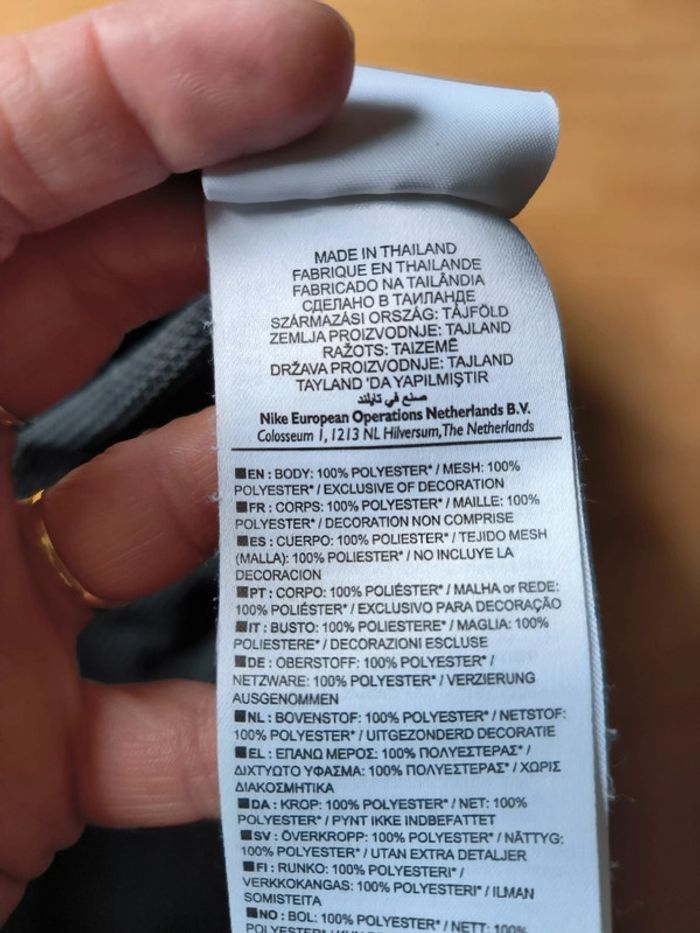 MADE IN THAILAND
FABRIQUE EN THAILANDE
FABRICADO NA TAILÂNDIA
СДЕЛАНО В ТАИЛАНДЕ
SZÁRMAZÁSI ORSZÁG: TÁJFÖLD
ZEMLJA PROIZVODNJE: TAJLAND
RAŽOTS: TAIZEMĒ
DRŽAVA PROIZVODNJE: TAJLAND
TAYLAND 'DA YAPILMIŞTIR
صنع في تايلند
Nike European Operations Netherlands B.V.
Colosseum 1, 1213 NL Hilversum, The Netherlands
■EN : BODY: 100% POLYESTER* / MESH: 100%
POLYESTER* / EXCLUSIVE OF DECORATION
■FR : CORPS: 100% POLYESTER* / MAILLE: 100%
POLYESTER* / DECORATION NON COMPRISE
■ES : CUERPO: 100% POLIESTER* / TEJIDO MESH
(MALLA): 100% POLIESTER* / NO INCLUYE LA
DECORACION
■PT : CORPO: 100% POLIÉSTER* / MALHA or REDE:
100% POLIÉSTER* / EXCLUSIVO PARA DECORAÇÃO
■IT : BUSTO: 100% POLIESTERE* / MAGLIA: 100%
POLIESTERE* / DECORAZIONI ESCLUSE
■DE : OBERSTOFF: 100% POLYESTER* /
NETZWARE: 100% POLYESTER* / VERZIERUNG
AUSGENOMMEN
■NL : BOVENSTOF: 100% POLYESTER* / NETSTOF:
100% POLYESTER* / UITGEZONDERD DECORATIE
■EL : ΕΠΑΝΩ ΜΕΡΟΣ: 100% ΠΟΛΥΕΣΤΕΡΑΣ* /
ΔΙΧΤΥΩΤΟ ΥΦΑΣΜΑ: 100% ΠΟΛΥΕΣΤΕΡΑΣ* / ΧΩΡΙΣ
ΔΙΑΚΟΣΜΗΤΙΚΑ
■DA : KROP: 100% POLYESTER* / NET: 100%
POLYESTER* / PYNT IKKE INDBEFATTET
■SV : ÖVERKROPP: 100% POLYESTER* / NÄTTYG:
100% POLYESTER* / UTAN EXTRA DETALJER
■FI : RUNKO: 100% POLYESTERI* /
VERKKOKANGAS: 100% POLYESTERI* / ILMAN
SOMISTEITA
■NO : BOL: 100% POLYESTER* / NETT: 100%
POLYESTER*